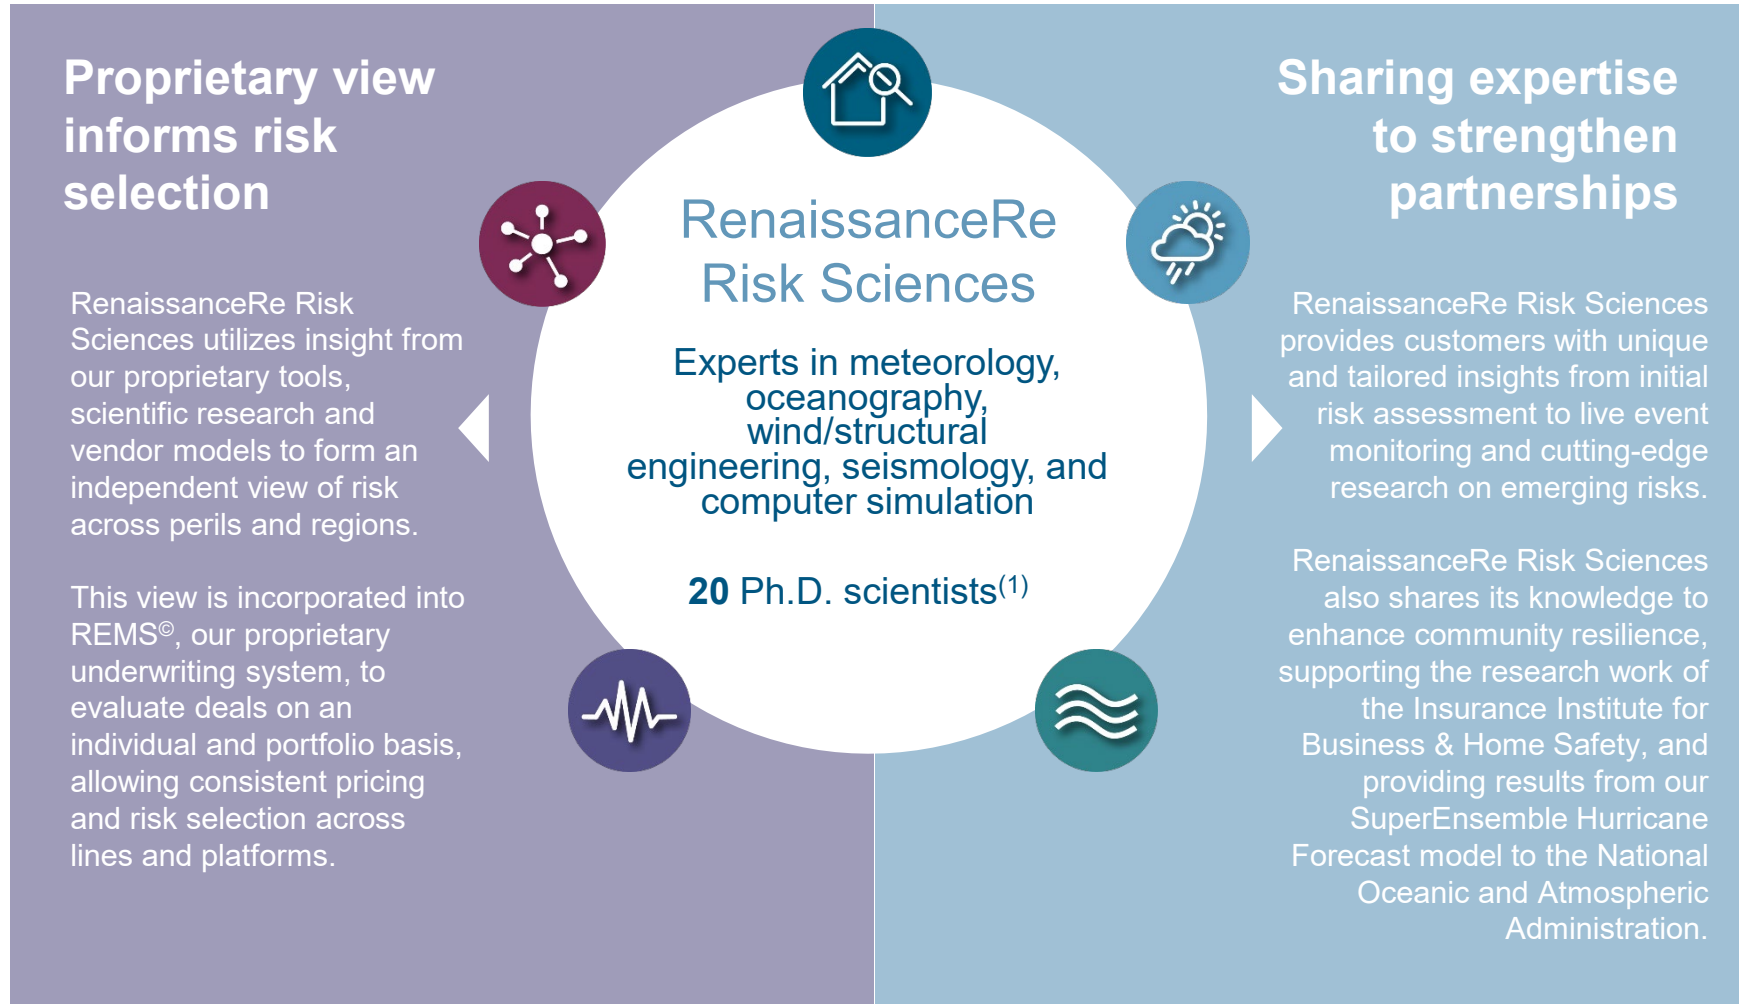 Proprietary view
informs risk
selection
RenaissanceRe Risk
Sciences utilizes insight from
our proprietary tools,
scientific research and
vendor models to form an
independent view of risk
across perils and regions.
This view is incorporated into
REMS©, our proprietary
underwriting system, to
evaluate deals on an
individual and portfolio basis,
allowing consistent pricing
and risk selection across
lines and platforms.
RenaissanceRe
Risk Sciences
Experts in meteorology,
oceanography,
wind/structural
engineering, seismology, and
computer simulation
20 Ph.D. scientists(1)
Sharing expertise
to strengthen
partnerships
RenaissanceRe Risk Sciences
provides customers with unique
and tailored insights from initial
risk assessment to live event
monitoring and cutting-edge
research on emerging risks.
RenaissanceRe Risk Sciences
also shares its knowledge to
enhance community resilience,
supporting the research work of
the Insurance Institute for
Business & Home Safety, and
providing results from our
SuperEnsemble Hurricane
Forecast model to the National
Oceanic and Atmospheric
Administration.